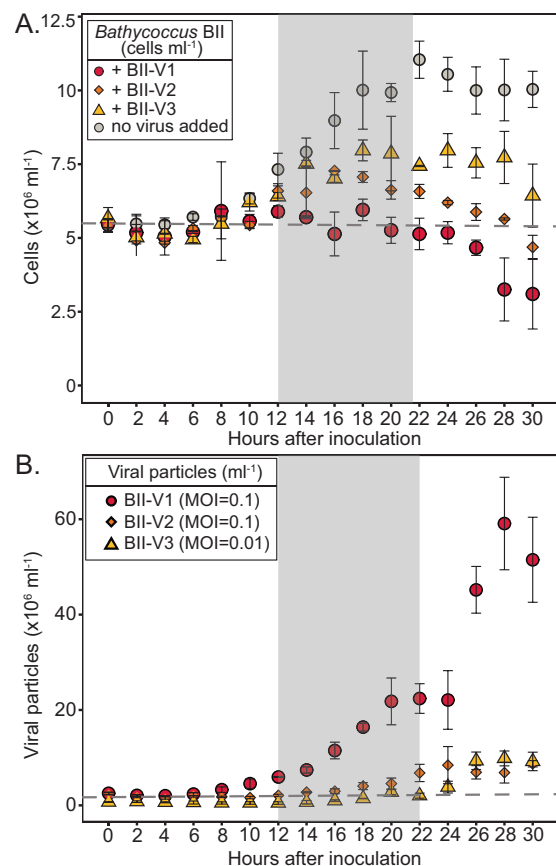 A.
Bathycoccus BII
(cells ml⁻¹)
+ BII-V1
+ BII-V2
+ BII-V3
no virus added
Cells (x10⁶ ml⁻¹)
12.5
10
7.5
5
2.5
0
0 2 4 6 8 10 12 14 16 18 20 22 24 26 28 30
Hours after inoculation
B.
Viral particles (ml⁻¹)
BII-V1 (MOI=0.1)
BII-V2 (MOI=0.1)
BII-V3 (MOI=0.01)
Viral particles (x10⁶ ml⁻¹)
60
40
20
0
0 2 4 6 8 10 12 14 16 18 20 22 24 26 28 30
Hours after inoculation